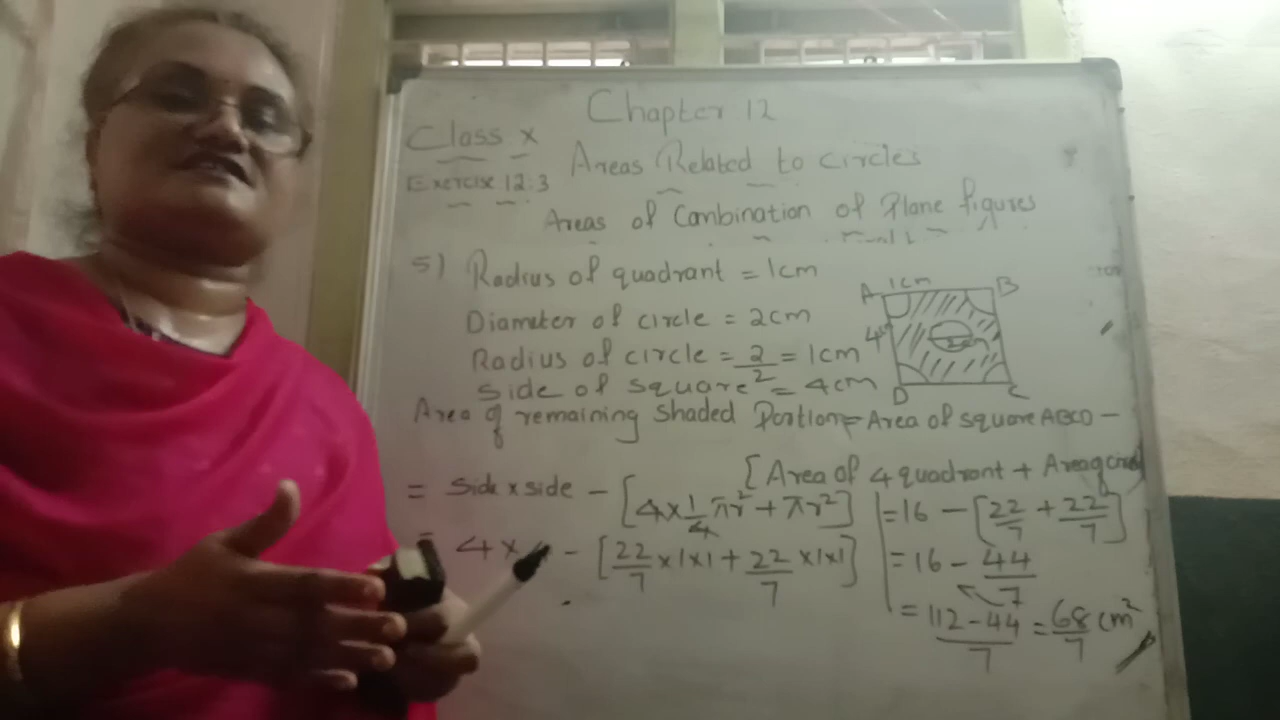 Chapter 12
Class X
Areas Related to circles
Exercise 12.3
Areas of Combination of Plane figures
5) Radius of quadrant = 1cm
Diameter of circle = 2cm
Radius of circle = 2/2 = 1cm
Side of square = 4cm
A 1cm B
4cm
D C
Area of remaining shaded Portion = Area of square ABCD -
[Area of 4 quadrant + Area of circle]
= Side x side - [4 x 1/4 πr² + πr²]
= 4 x - [22/7 x 1 x 1 + 22/7 x 1 x 1]
= 16 - [22/7 + 22/7]
= 16 - 44/7
= 112 - 44/7 = 68/7 cm²